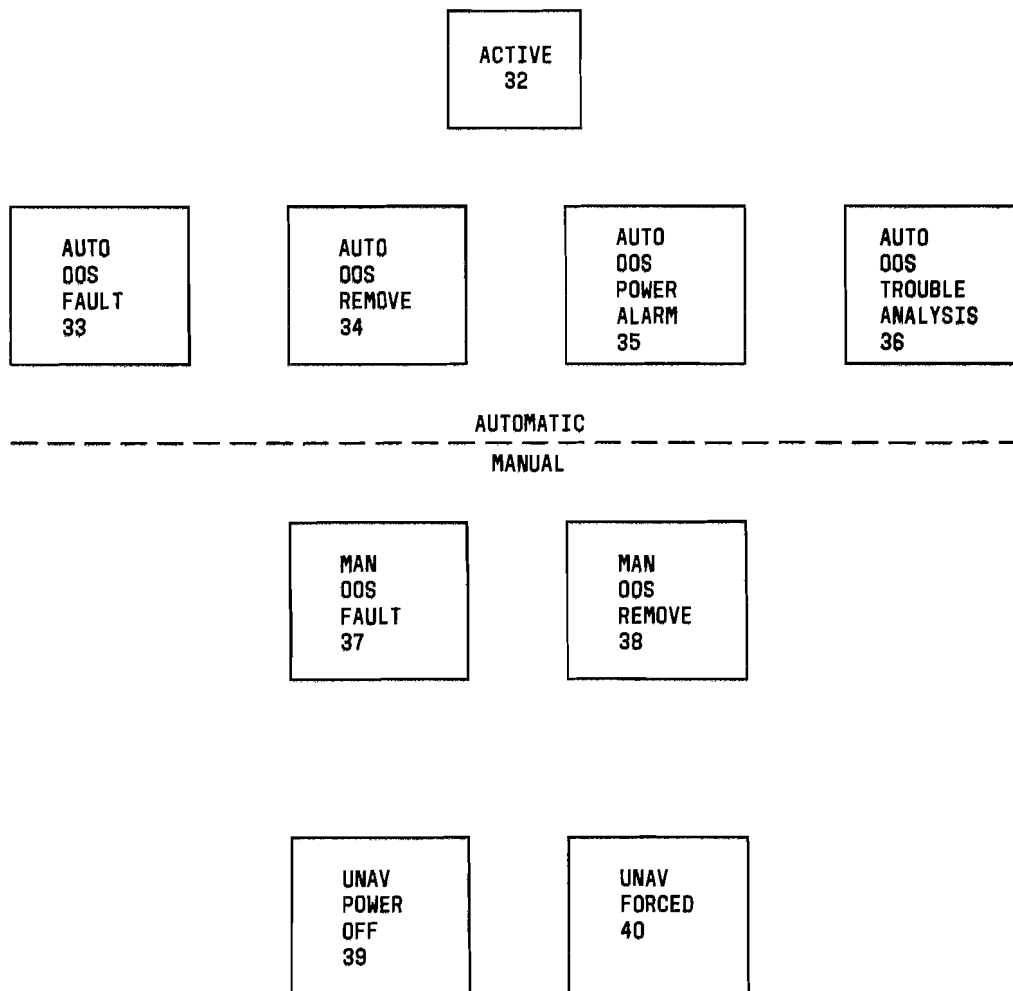 ACTIVE
32
AUTO
OOS
FAULT
33
AUTO
OOS
REMOVE
34
AUTO
OOS
POWER
ALARM
35
AUTO
OOS
TROUBLE
ANALYSIS
36
AUTOMATIC
MANUAL
MAN
OOS
FAULT
37
MAN
OOS
REMOVE
38
UNAV
POWER
OFF
39
UNAV
FORCED
40